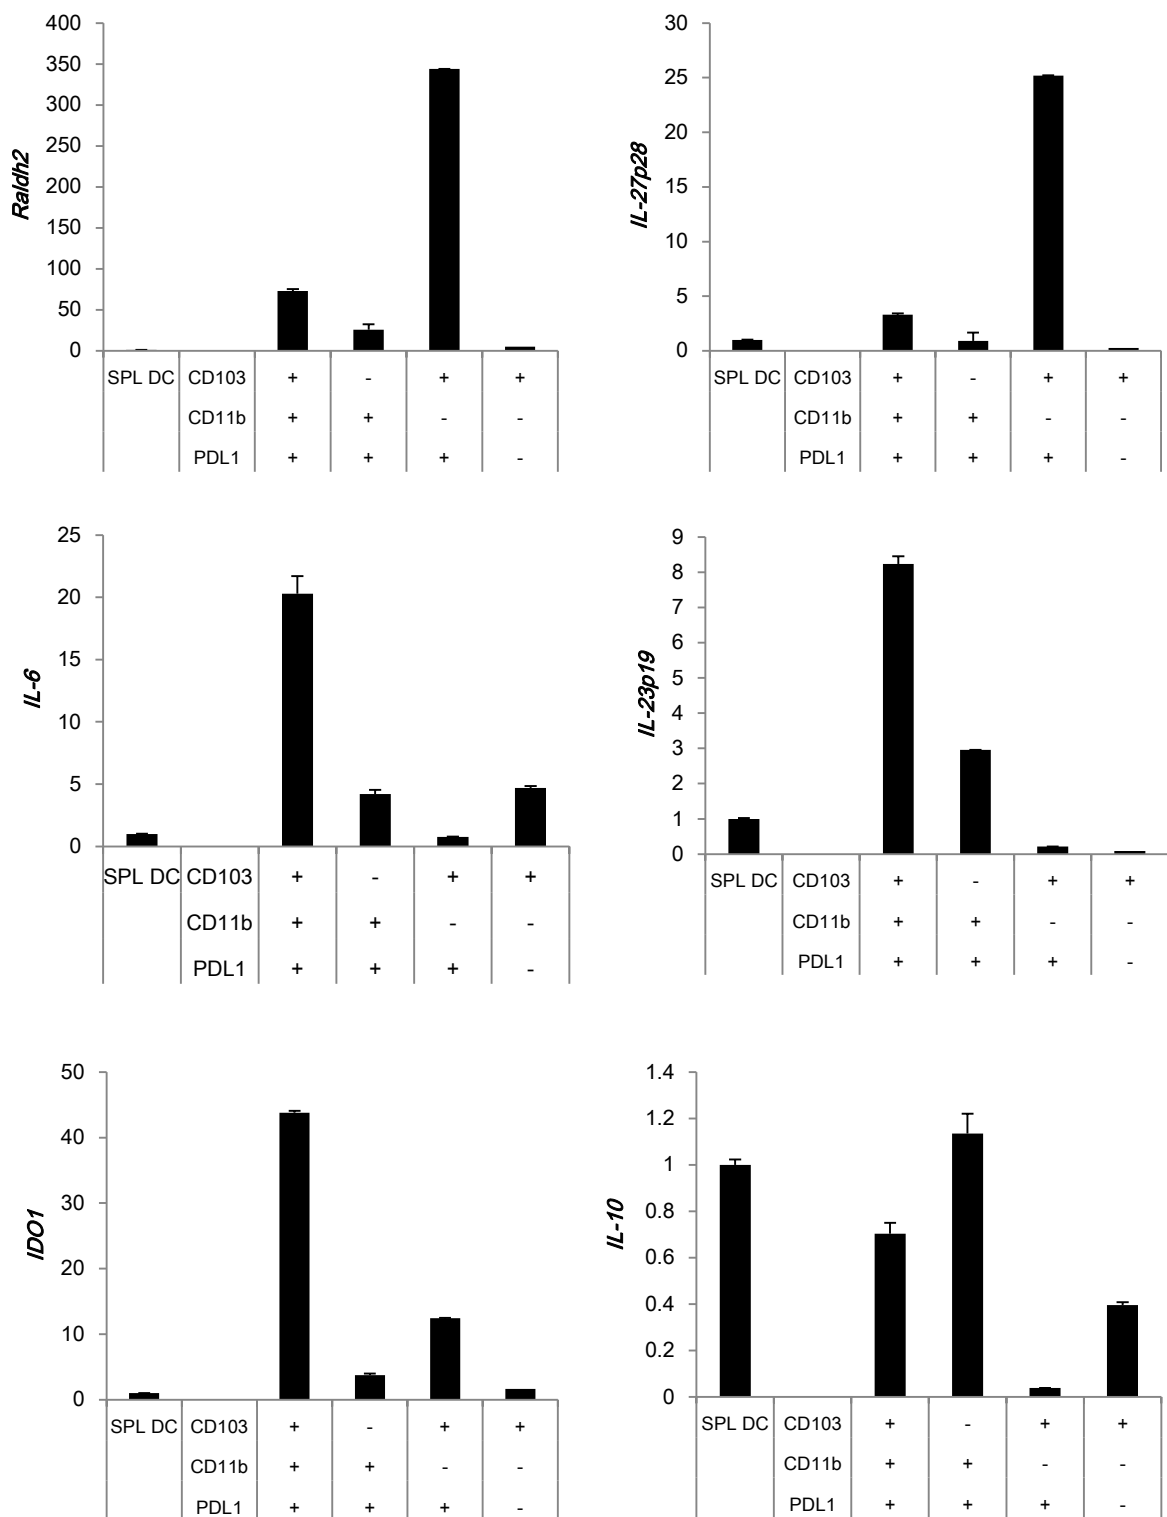 400
350
300
250
200
150
100
50
0
Raldh2
SPL DC CD103 + - + +
CD11b + + - -
PDL1 + + + -
30
25
20
15
10
5
0
IL-27p28
SPL DC CD103 + - + +
CD11b + + - -
PDL1 + + + -
25
20
15
10
5
0
IL-6
SPL DC CD103 + - + +
CD11b + + - -
PDL1 + + + -
9
8
7
6
5
4
3
2
1
0
IL-23p19
SPL DC CD103 + - + +
CD11b + + - -
PDL1 + + + -
50
40
30
20
10
0
IDO1
SPL DC CD103 + - + +
CD11b + + - -
PDL1 + + + -
1.4
1.2
1
0.8
0.6
0.4
0.2
0
IL-10
SPL DC CD103 + - + +
CD11b + + - -
PDL1 + + + -